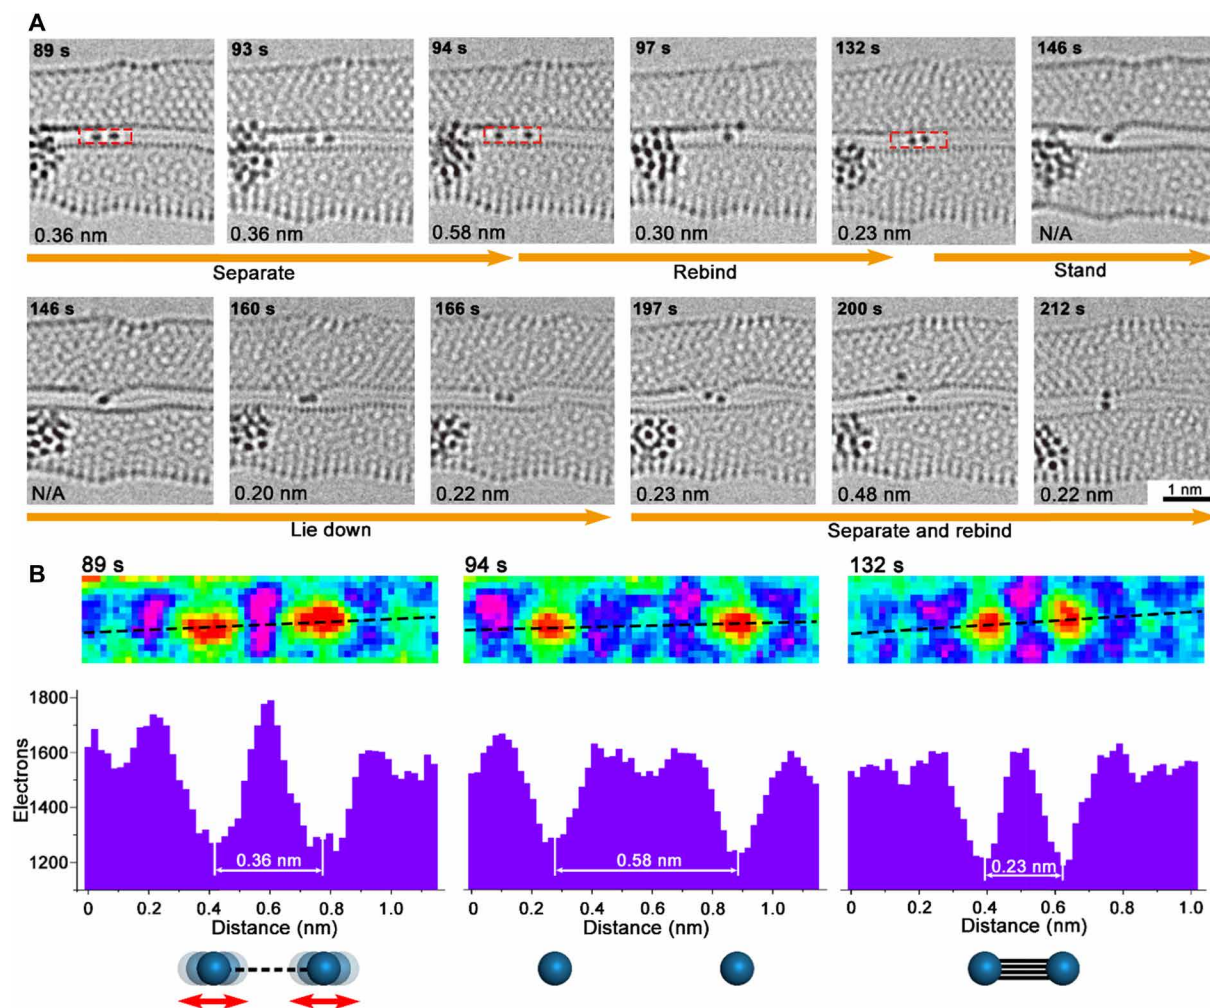 A
89 s 93 s 94 s 97 s 132 s 146 s
0.36 nm 0.36 nm 0.58 nm 0.30 nm 0.23 nm N/A
Separate Rebind Stand
146 s 160 s 166 s 197 s 200 s 212 s
1 nm
N/A 0.20 nm 0.22 nm 0.23 nm 0.48 nm 0.22 nm
Lie down Separate and rebind
B
89 s 94 s 132 s
1800
1600
1400
1200
Electrons
0.36 nm 0.58 nm 0.23 nm
0 0.2 0.4 0.6 0.8 1.0 0 0.2 0.4 0.6 0.8 1.0 0 0.2 0.4 0.6 0.8 1.0
Distance (nm) Distance (nm) Distance (nm)